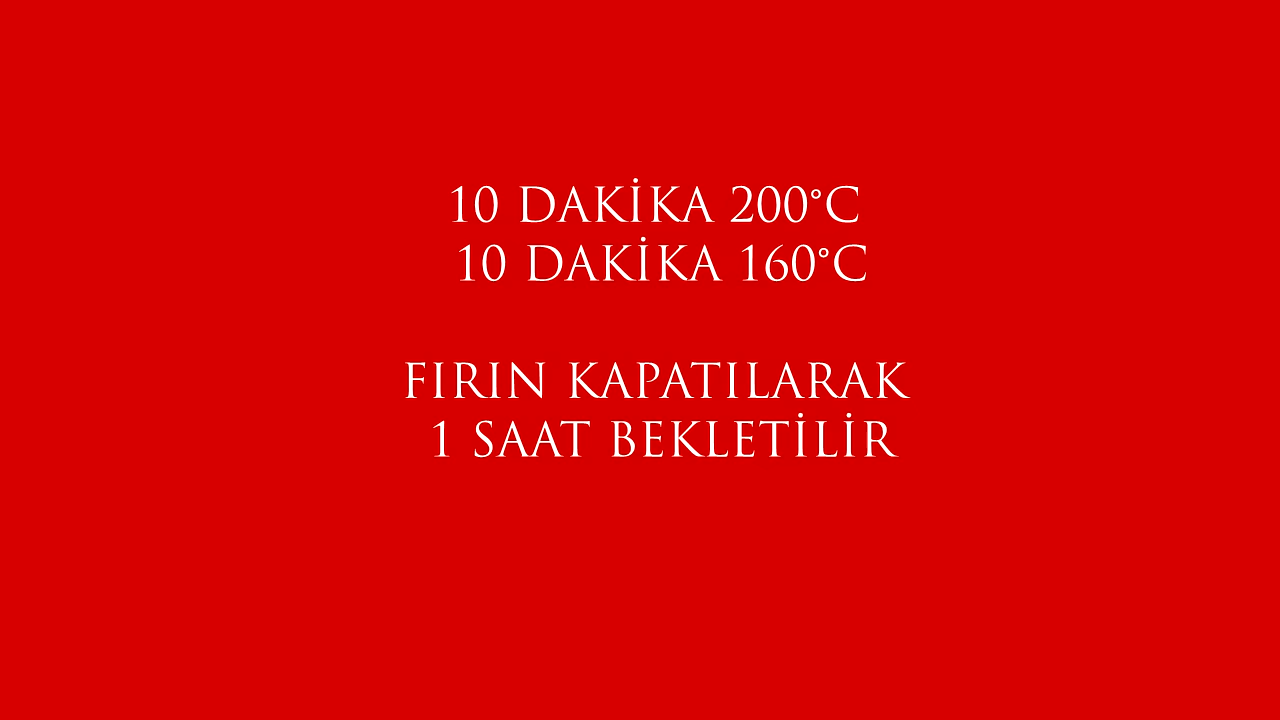 10 DAKİKA 200°C
10 DAKİKA 160°C
FIRIN KAPATILARAK
1 SAAT BEKLETİLİR